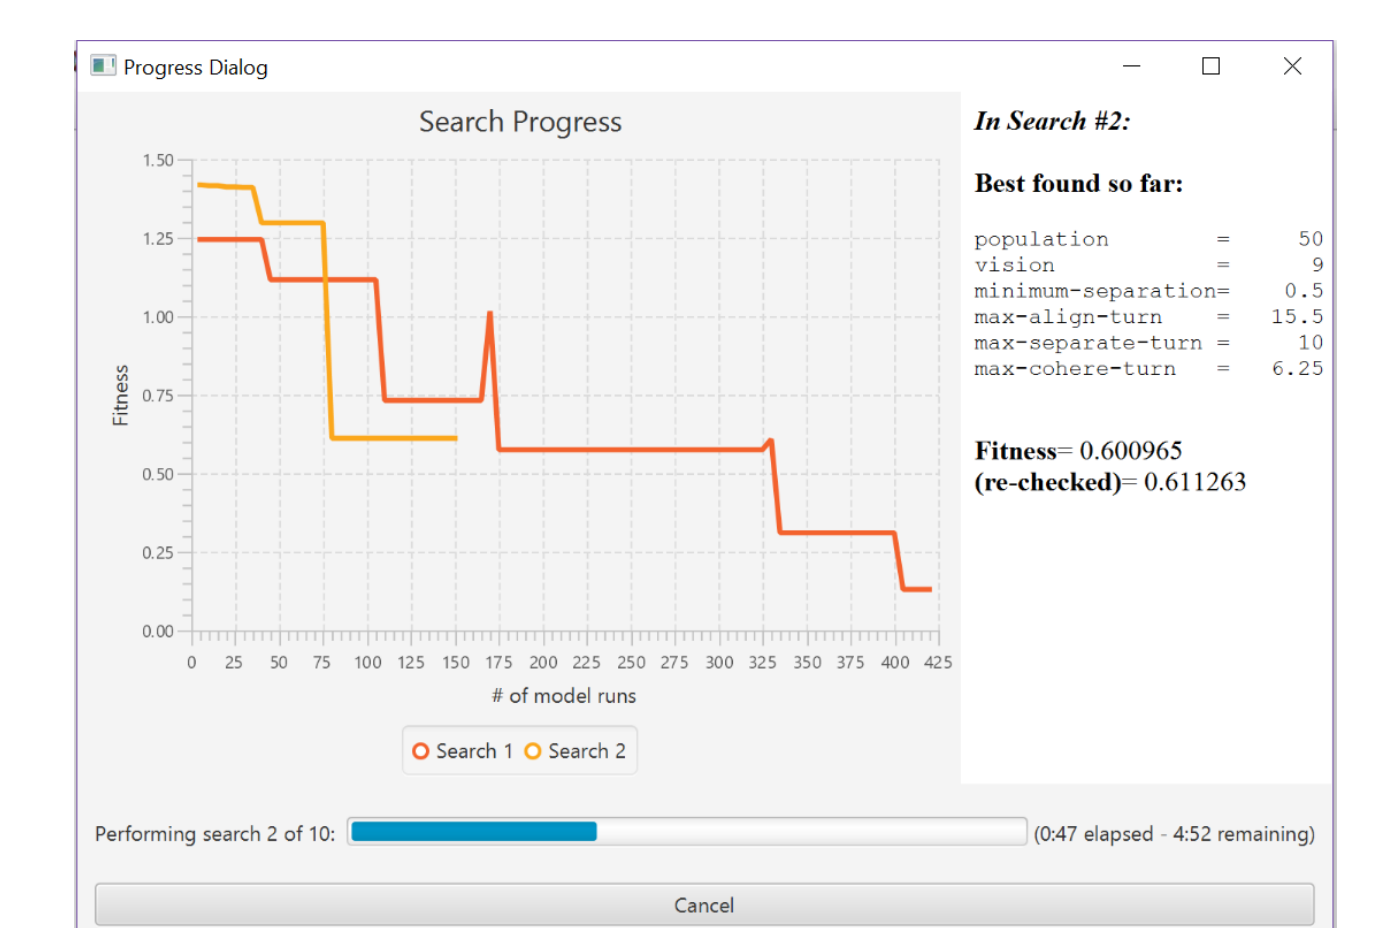 Progress Dialog
Search Progress
1.50
1.25
1.00
0.75
0.50
0.25
0.00
Fitness
0 25 50 75 100 125 150 175 200 225 250 275 300 325 350 375 400 425
# of model runs
Search 1 Search 2
In Search #2:
Best found so far:
population = 50
vision = 9
minimum-separation= 0.5
max-align-turn = 15.5
max-separate-turn = 10
max-cohere-turn = 6.25
Fitness= 0.600965
(re-checked)= 0.611263
Performing search 2 of 10: (0:47 elapsed - 4:52 remaining)
Cancel